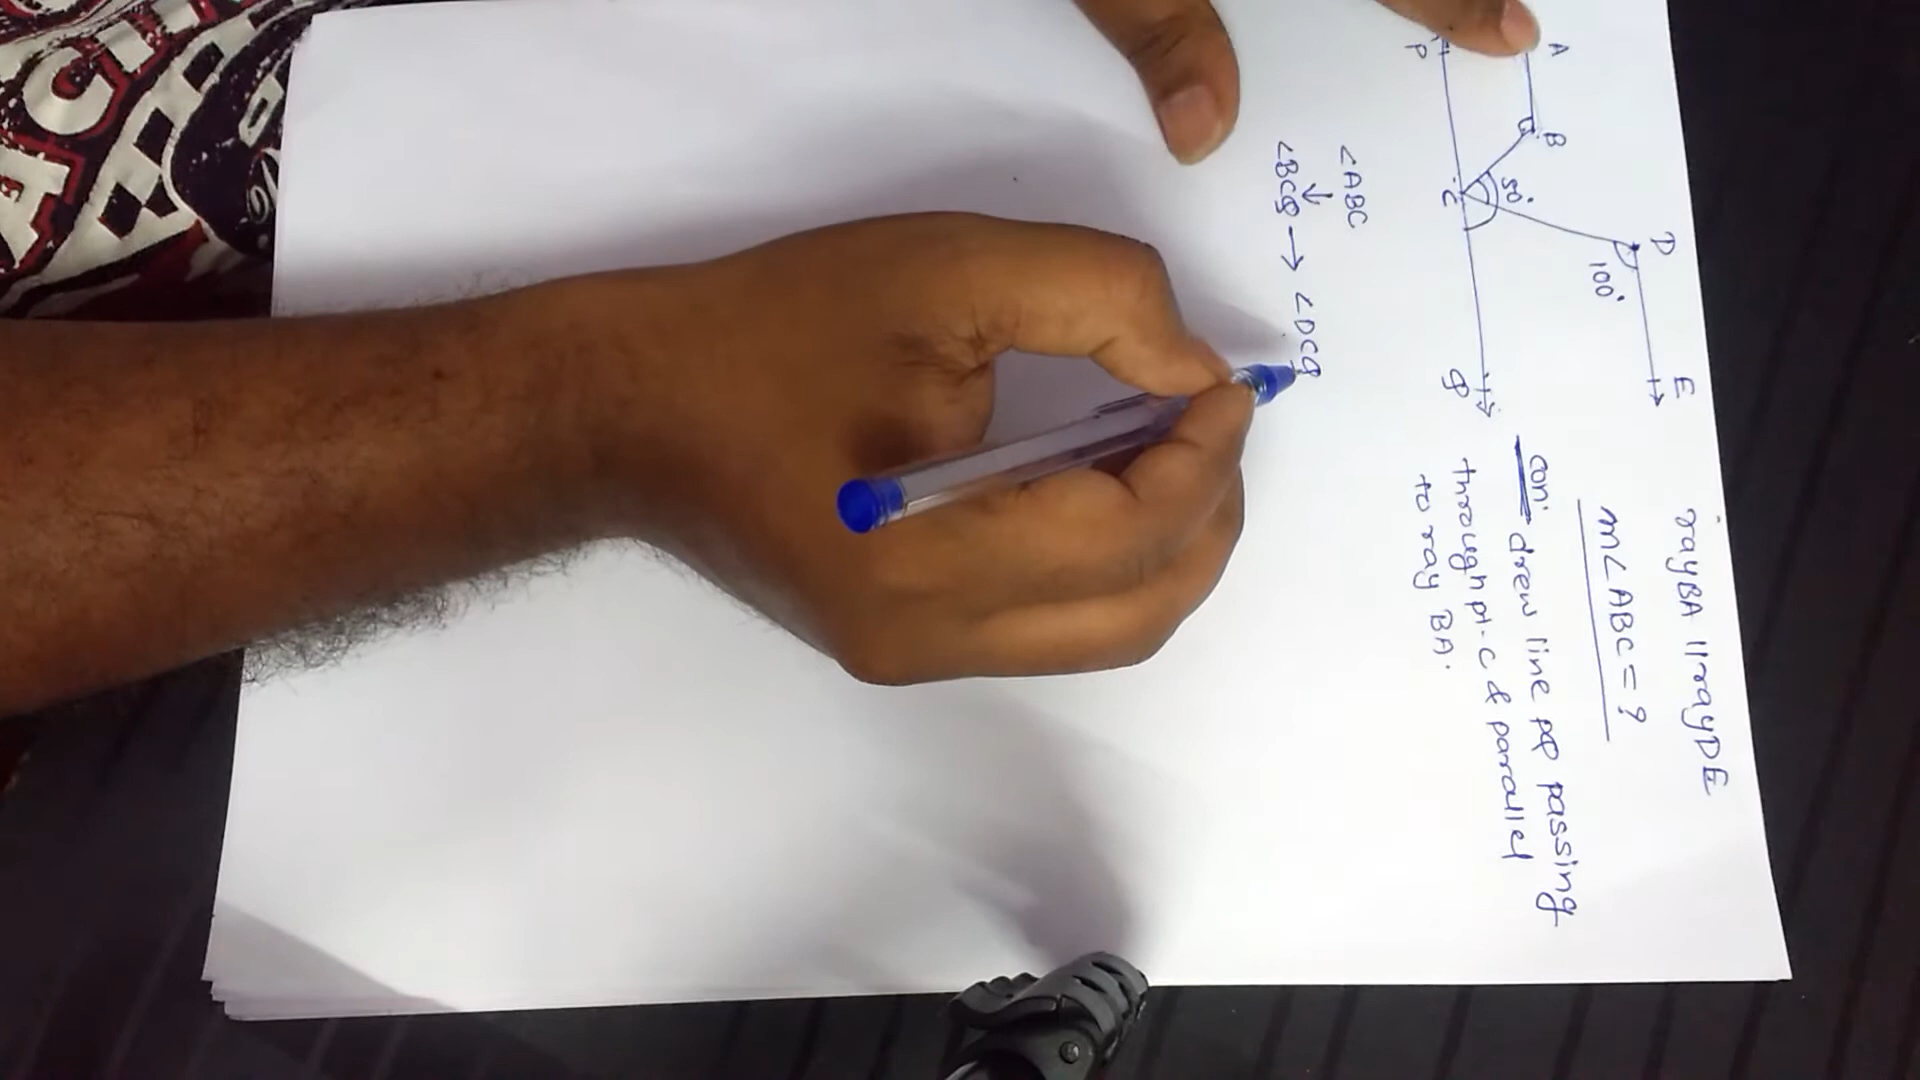 ray BA || ray DE
m∠ABC = ?
con: drew line PQ passing
through pt. C & parallel
to ray BA.
A
B
50°
C
D
100°
E
P
Q
∠ABC
↓
∠BCQ → ∠DCQ